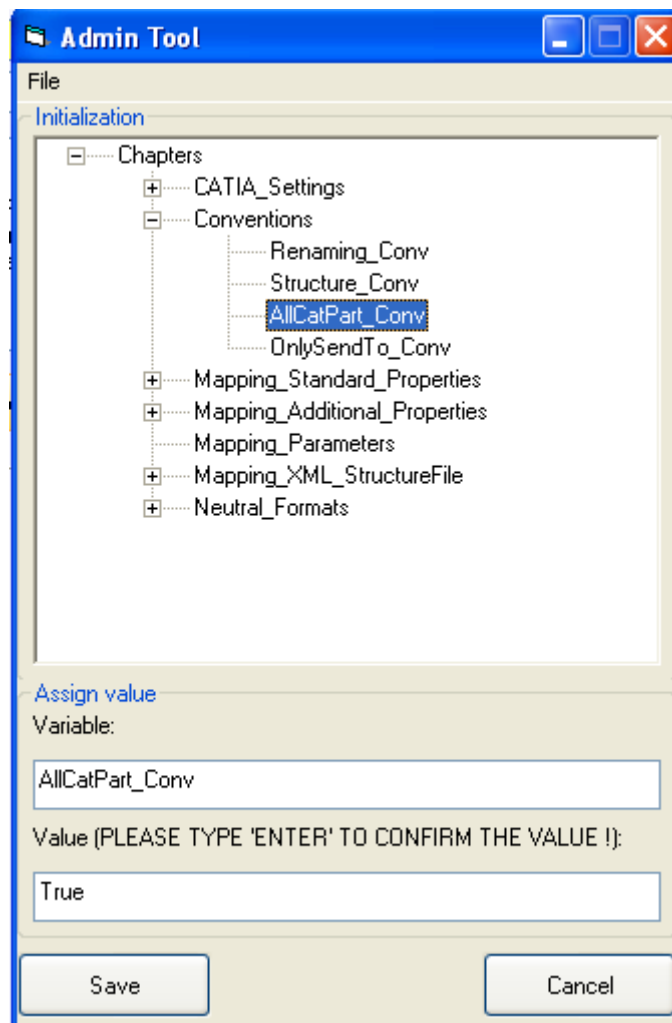 Admin Tool
File
Initialization
Chapters
CATIA_Settings
Conventions
Renaming_Conv
Structure_Conv
AllCatPart_Conv
OnlySendTo_Conv
Mapping_Standard_Properties
Mapping_Additional_Properties
Mapping_Parameters
Mapping_XML_StructureFile
Neutral_Formats
Assign value
Variable:
AllCatPart_Conv
Value (PLEASE TYPE 'ENTER' TO CONFIRM THE VALUE !):
True
Save Cancel